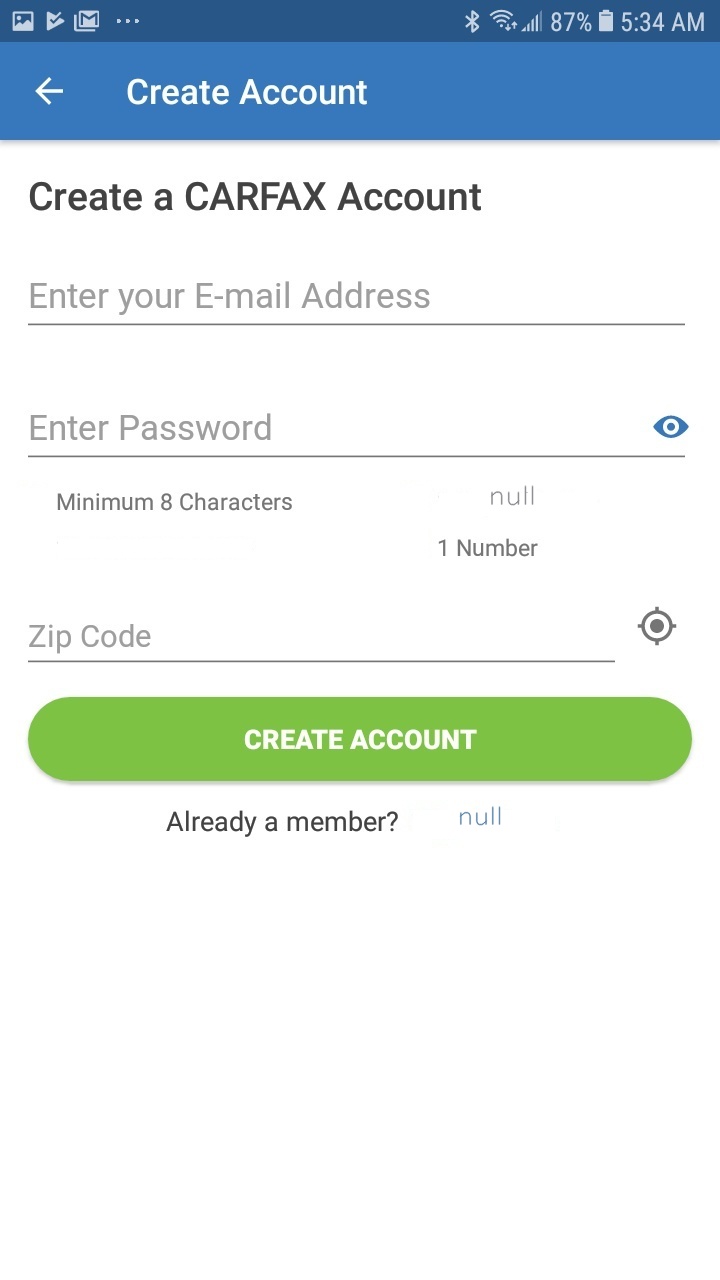 87% 5:34 AM
Create Account
Create a CARFAX Account
Enter your E-mail Address
Enter Password
Minimum 8 Characters null
1 Number
Zip Code
CREATE ACCOUNT
Already a member? null